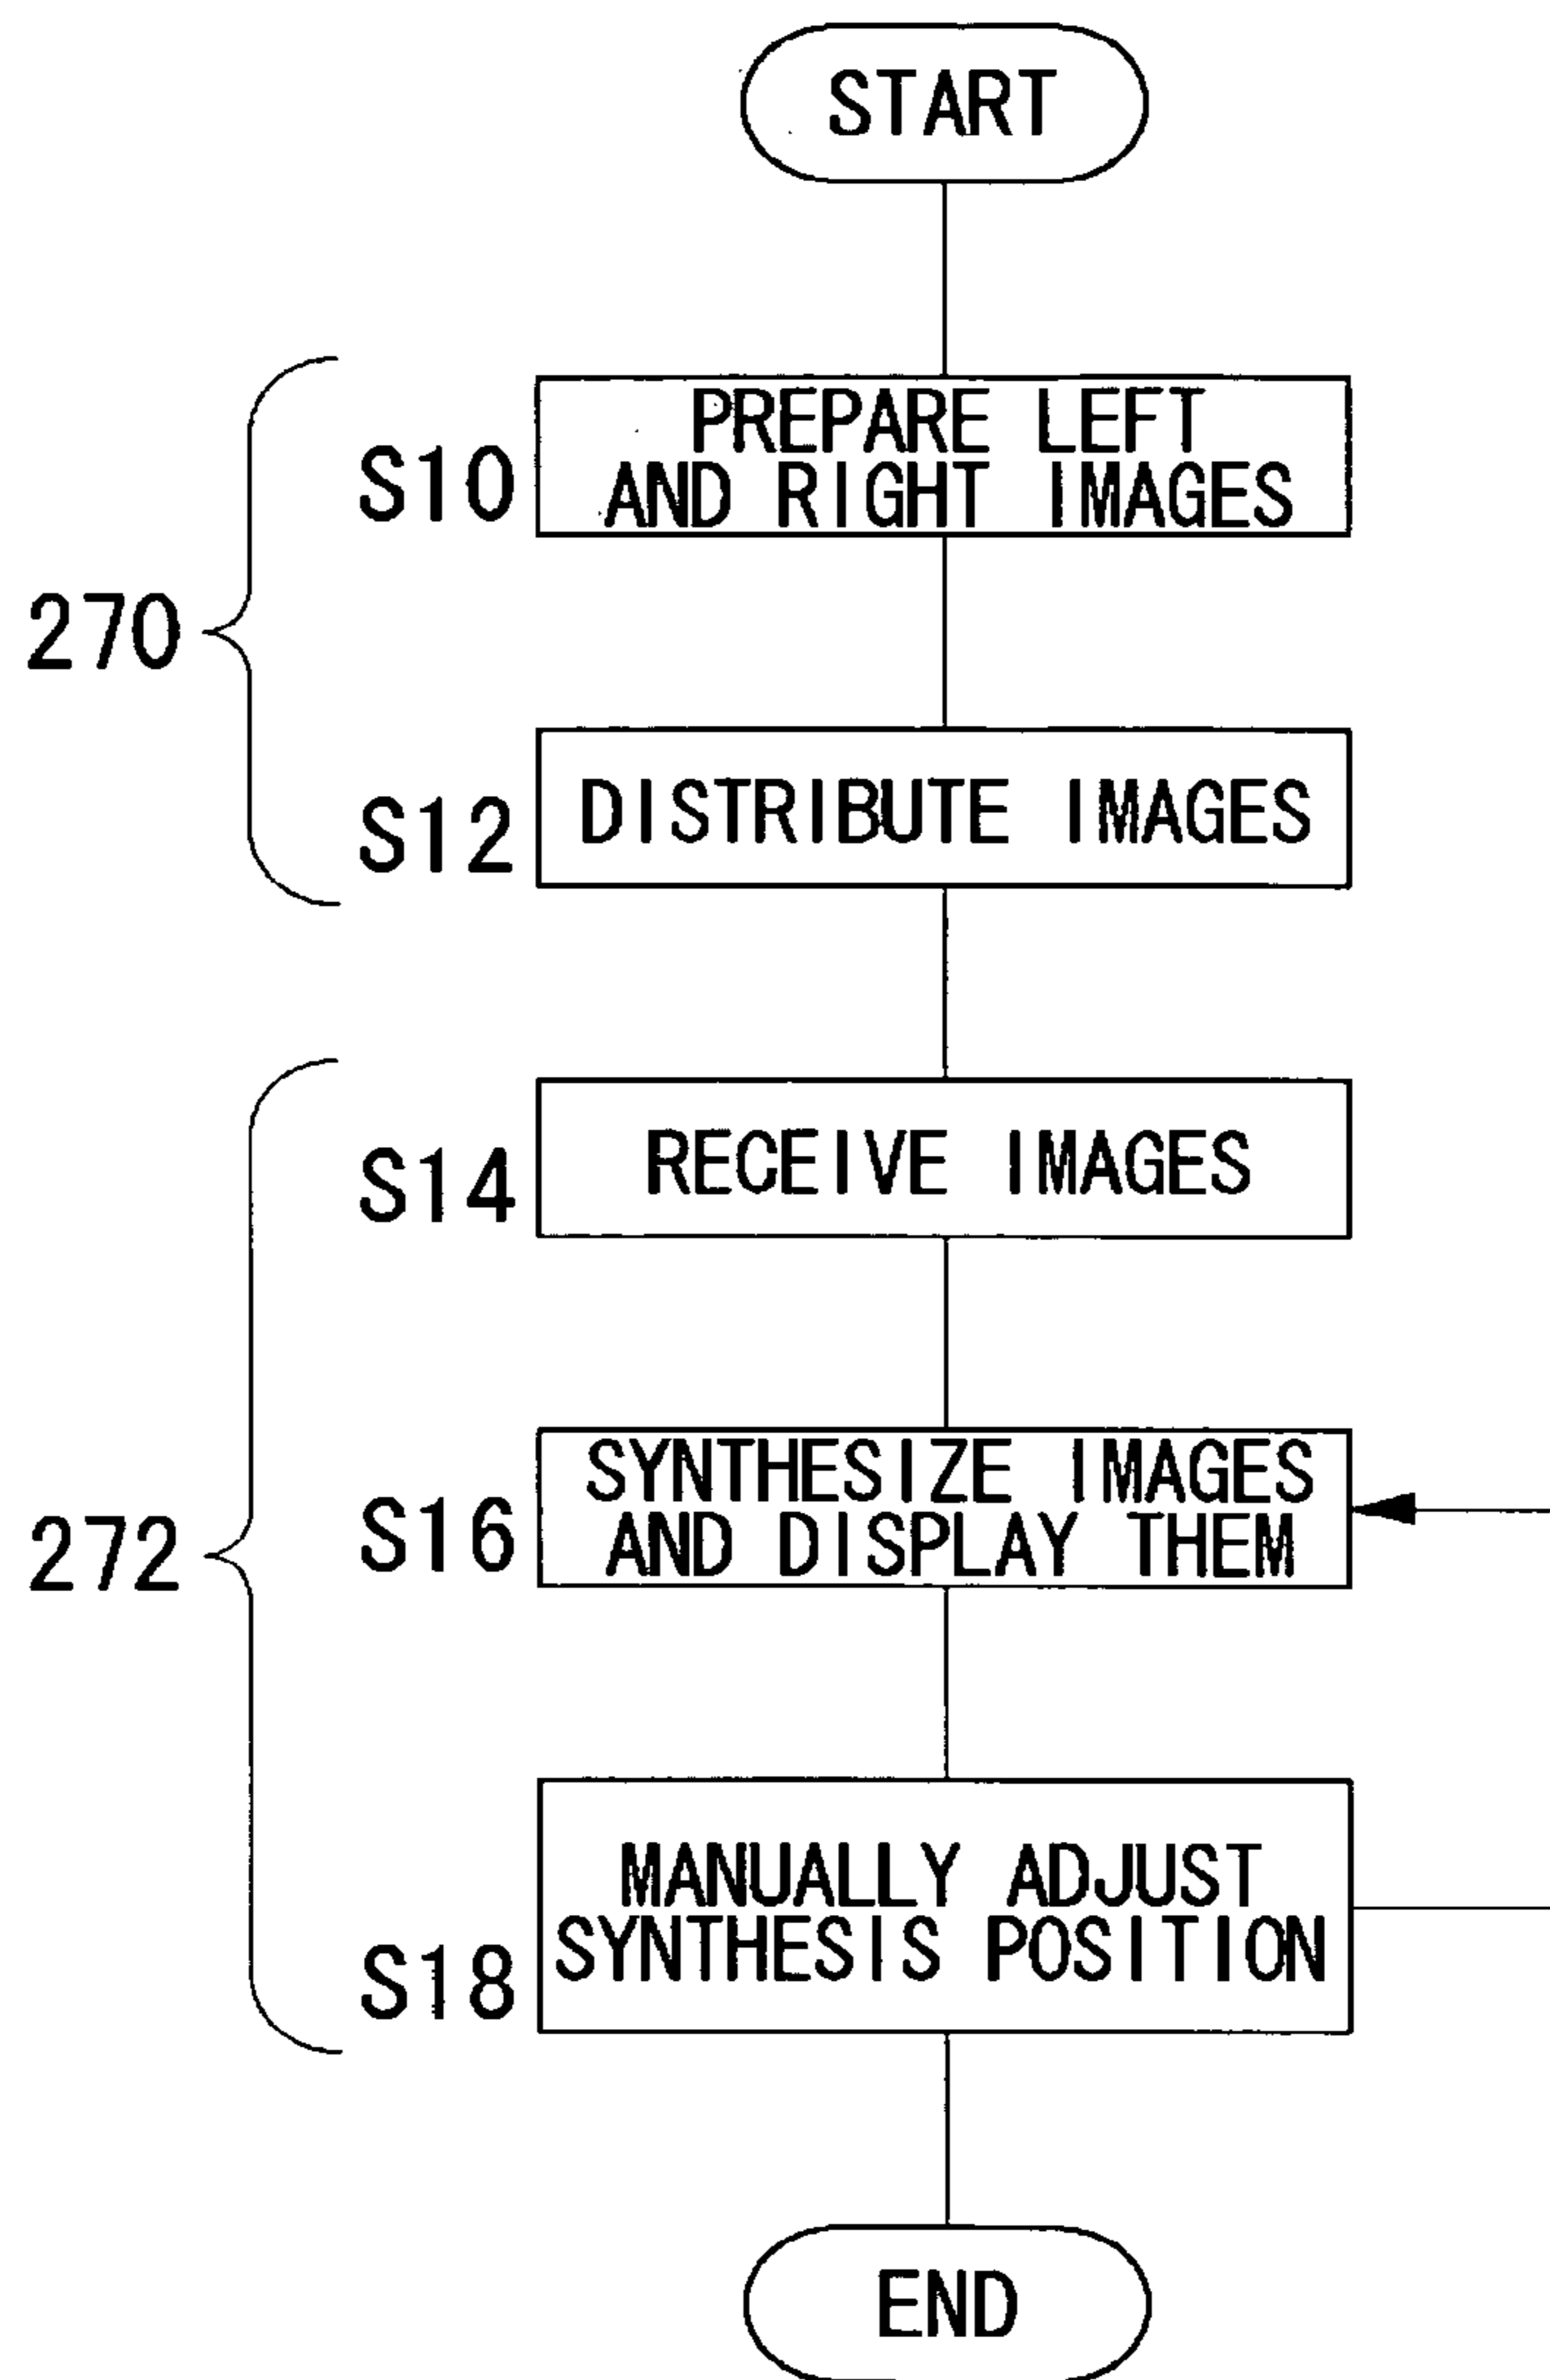 START
PREPARE LEFT
AND RIGHT IMAGES
S10
270
DISTRIBUTE IMAGES
S12
RECEIVE IMAGES
S14
SYNTHESIZE IMAGES
AND DISPLAY THEM
S16
272
MANUALLY ADJUST
SYNTHESIS POSITION
S18
END